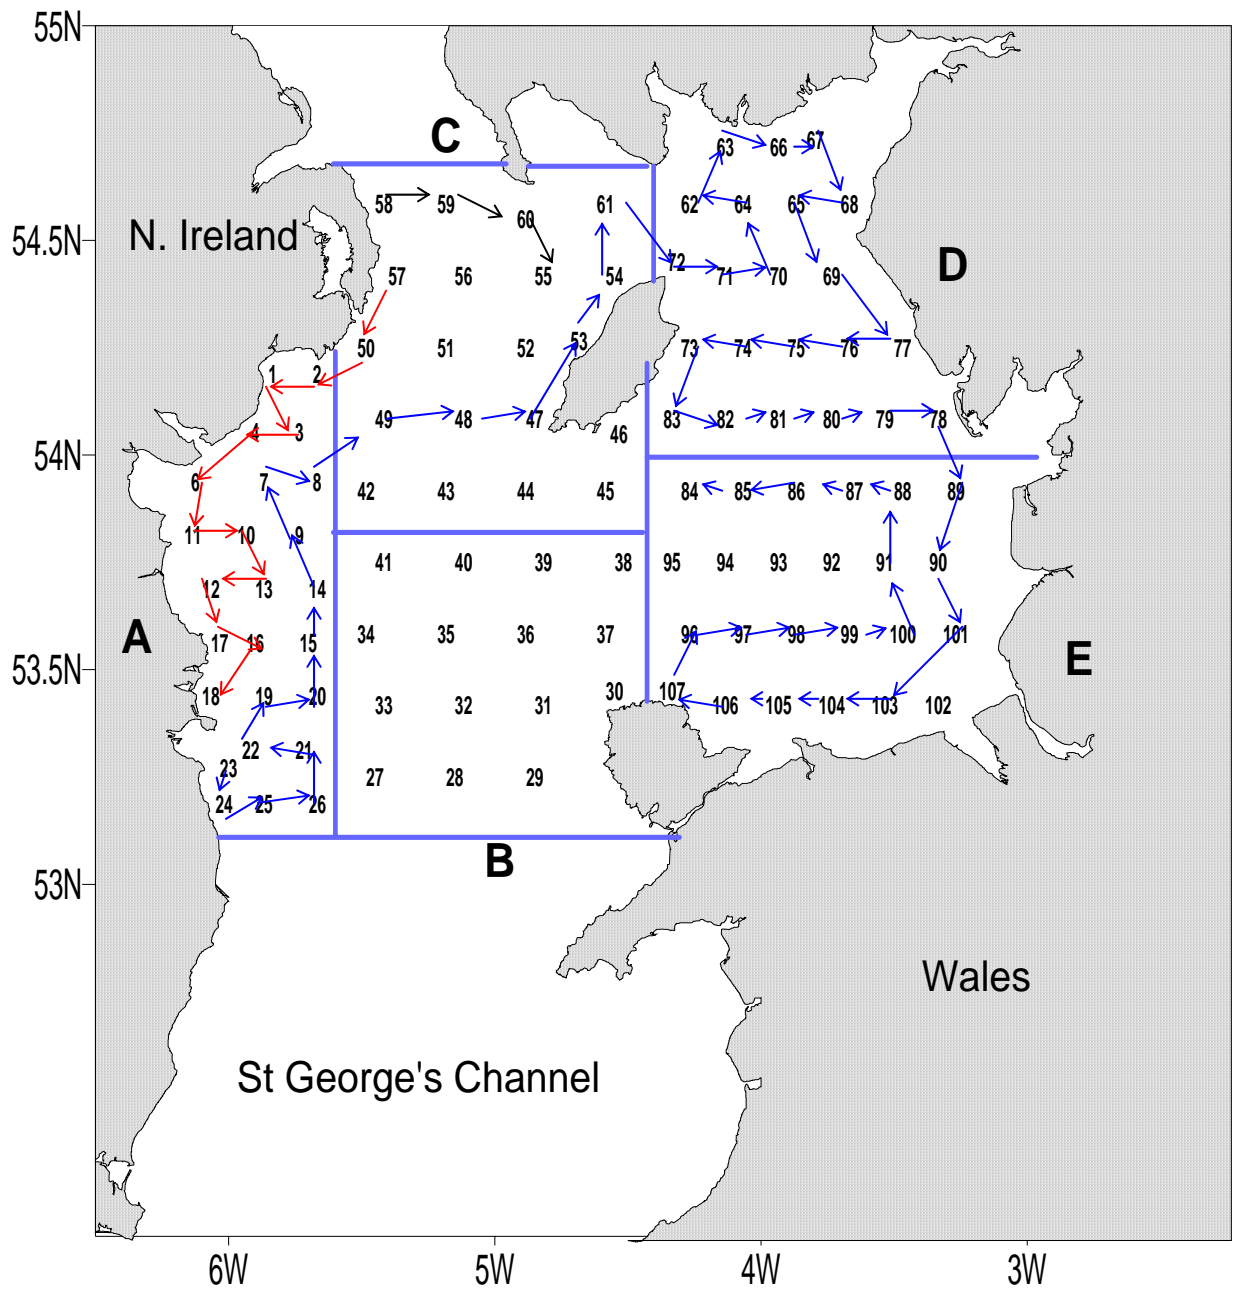 55N
C
63 66 67
58 59 60 61 62 64 65 68
N. Ireland
54.5N
D
57 56 55 54 72 71 70 69
50 51 52 53 73 74 75 76 77
1 2
49 48 47 46 83 82 81 80 79 78
4 3
54N
6 7 8 42 43 44 45 84 85 86 87 88 89
11 10 9
41 40 39 38 95 94 93 92 91 90
12 13 14
A
17 16 15 34 35 36 37 96 97 98 99 100 101
E
53.5N
18 19 20 33 32 31 30 107 106 105 104 103 102
22 21
23 27 28 29
24 25 26
B
53N
Wales
St George's Channel
6W 5W 4W 3W